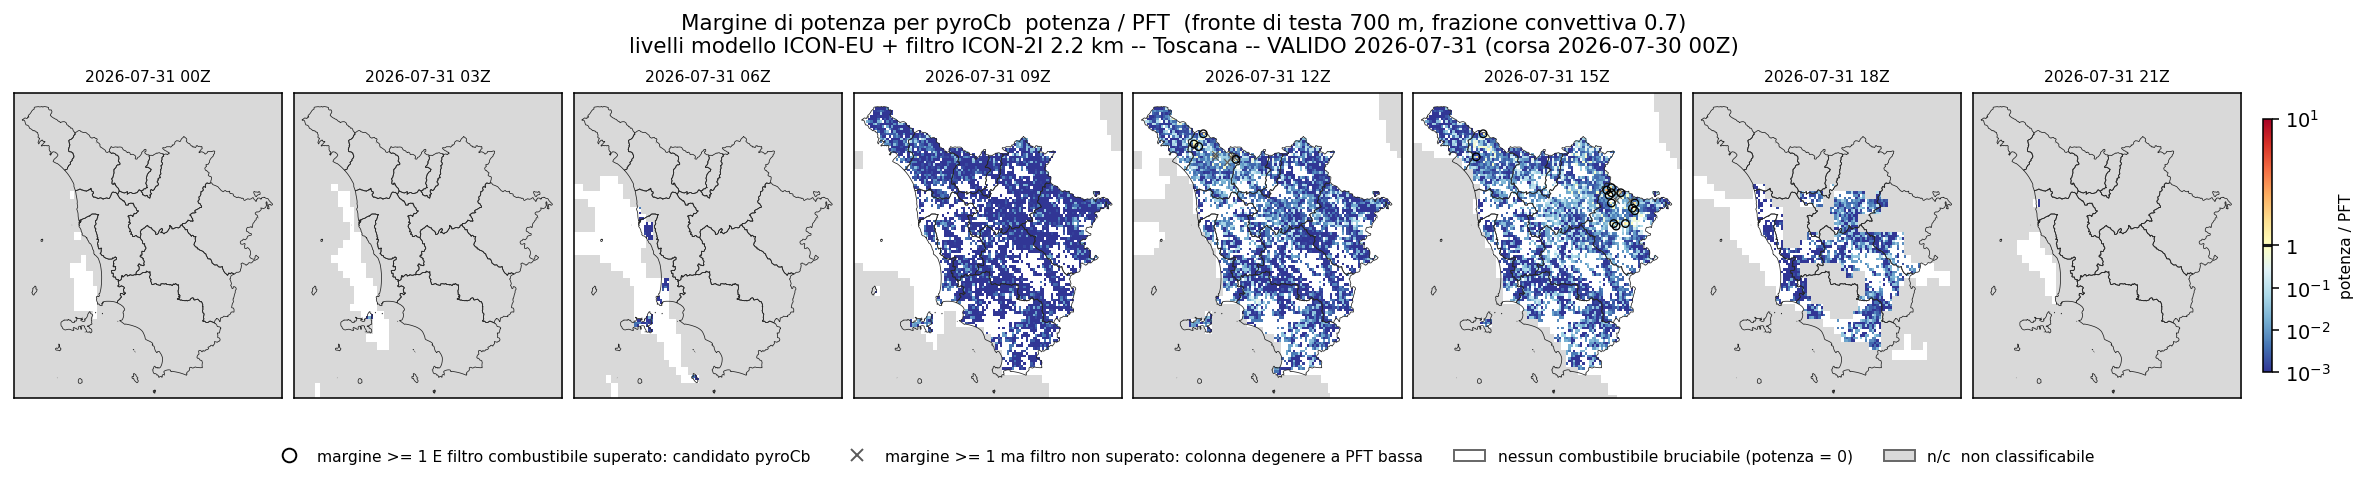 Margine di potenza per pyroCb  potenza / PFT  (fronte di testa 700 m, frazione convettiva 0.7)
livelli modello ICON-EU + filtro ICON-2I 2.2 km -- Toscana -- VALIDO 2026-07-31 (corsa 2026-07-30 00Z)
2026-07-31 00Z
2026-07-31 03Z
2026-07-31 06Z
2026-07-31 09Z
2026-07-31 12Z
2026-07-31 15Z
2026-07-31 18Z
2026-07-31 21Z
10¹
1
10⁻¹
10⁻²
10⁻³
potenza / PFT
margine >= 1 E filtro combustibile superato: candidato pyroCb
margine >= 1 ma filtro non superato: colonna degenere a PFT bassa
nessun combustibile bruciabile (potenza = 0)
n/c  non classificabile